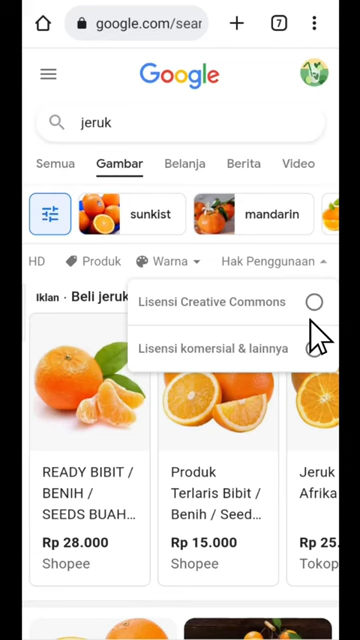 google.com/sear
7
Google
jeruk
Semua Gambar Belanja Berita Video
sunkist mandarin
HD Produk Warna Hak Penggunaan
Iklan · Beli jeruk
Lisensi Creative Commons
Lisensi komersial & lainnya
READY BIBIT /
BENIH /
SEEDS BUAH...
Rp 28.000
Shopee
Produk
Terlaris Bibit /
Benih / Seed...
Rp 15.000
Shopee
Jeruk
Afrika
Rp 25.
Tokop